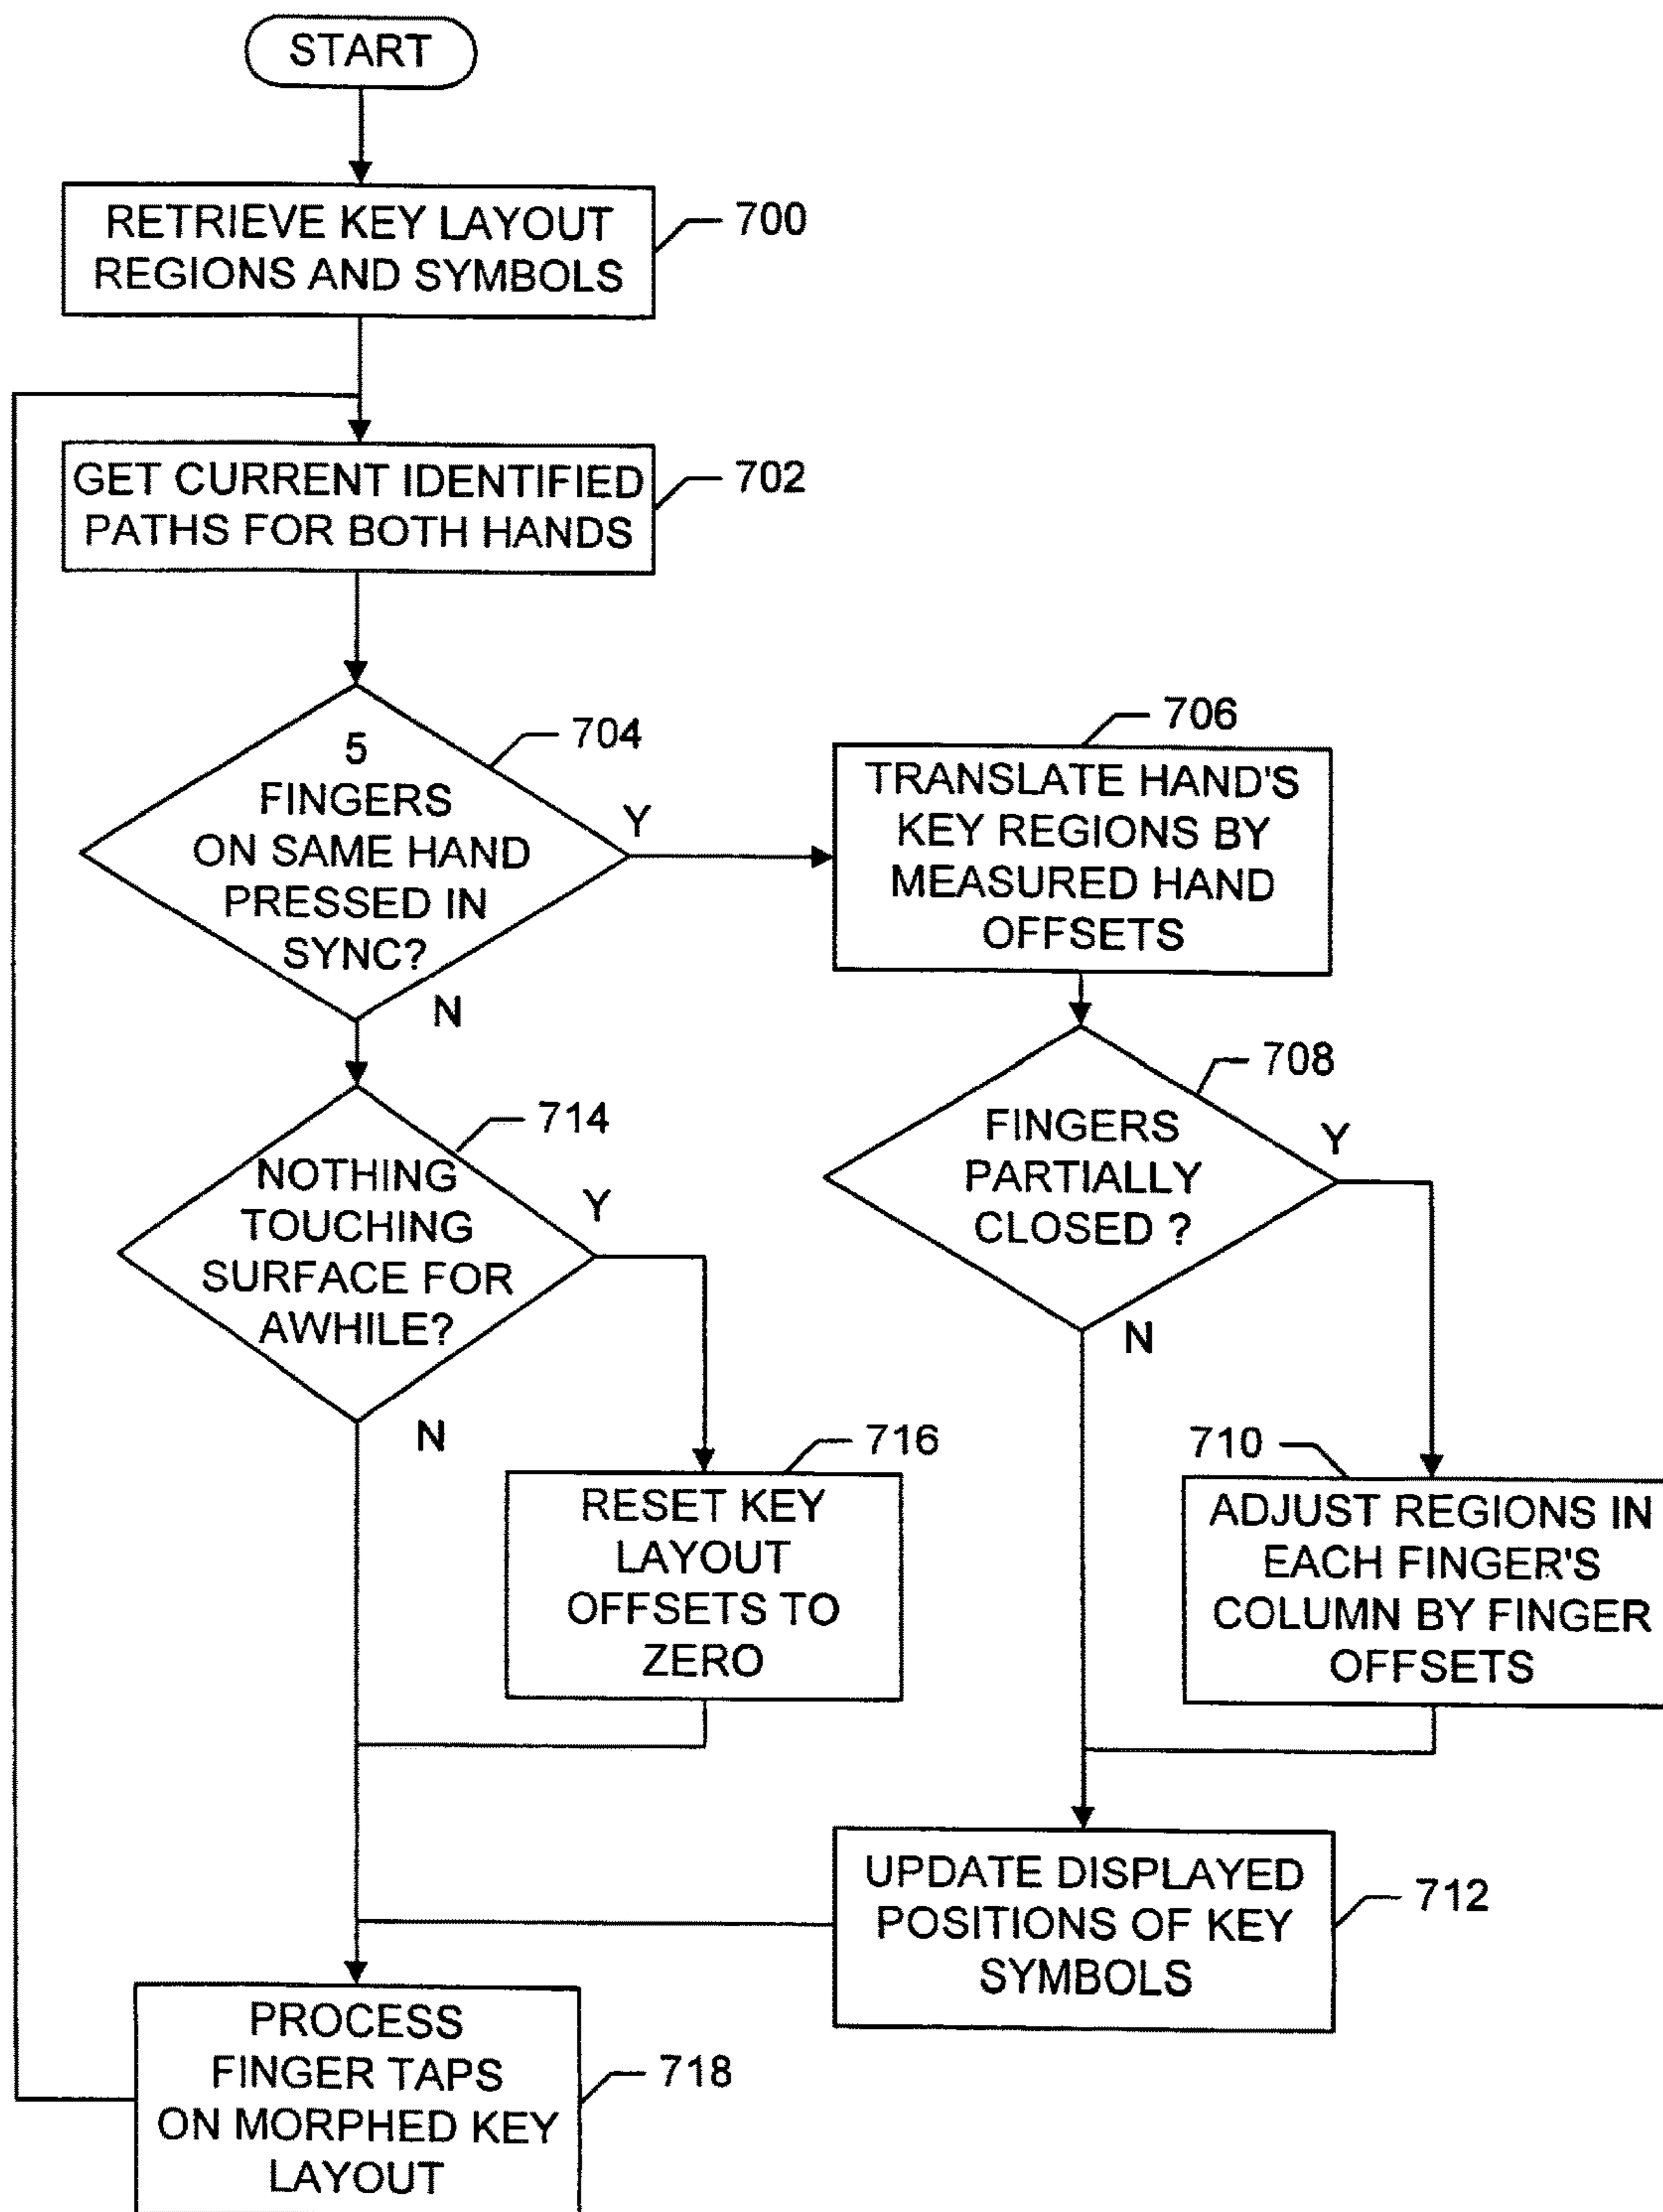 START
RETRIEVE KEY LAYOUT
REGIONS AND SYMBOLS
700
GET CURRENT IDENTIFIED
PATHS FOR BOTH HANDS
702
5
FINGERS
ON SAME HAND
PRESSED IN
SYNC?
704
Y
N
706
TRANSLATE HAND'S
KEY REGIONS BY
MEASURED HAND
OFFSETS
708
FINGERS
PARTIALLY
CLOSED ?
Y
N
714
NOTHING
TOUCHING
SURFACE FOR
AWHILE?
Y
N
716
RESET KEY
LAYOUT
OFFSETS TO
ZERO
710
ADJUST REGIONS IN
EACH FINGER'S
COLUMN BY FINGER
OFFSETS
UPDATE DISPLAYED
POSITIONS OF KEY
SYMBOLS
712
PROCESS
FINGER TAPS
ON MORPHED KEY
LAYOUT
718